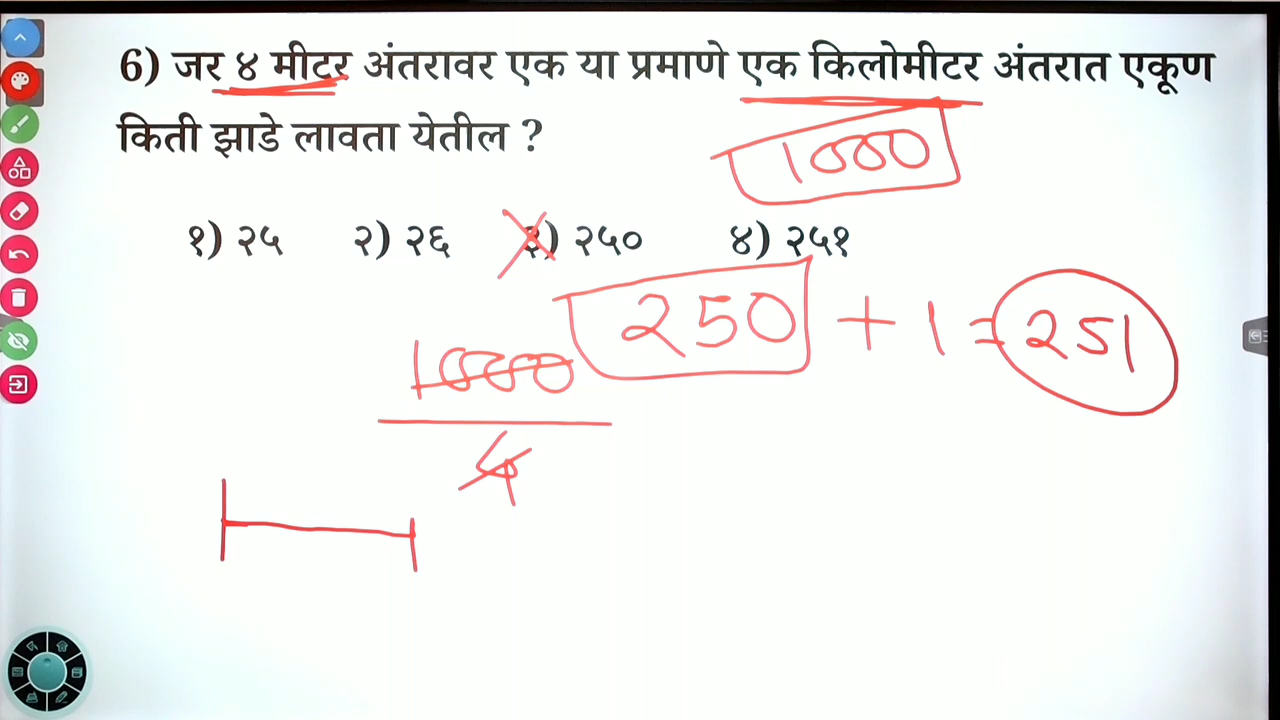 6) जर ४ मीटर अंतरावर एक या प्रमाणे एक किलोमीटर अंतरात एकूण
किती झाडे लावता येतील ?
1000
१) २५ २) २६ ३) २५० ४) २५१
250 + 1 = 251
1000
4